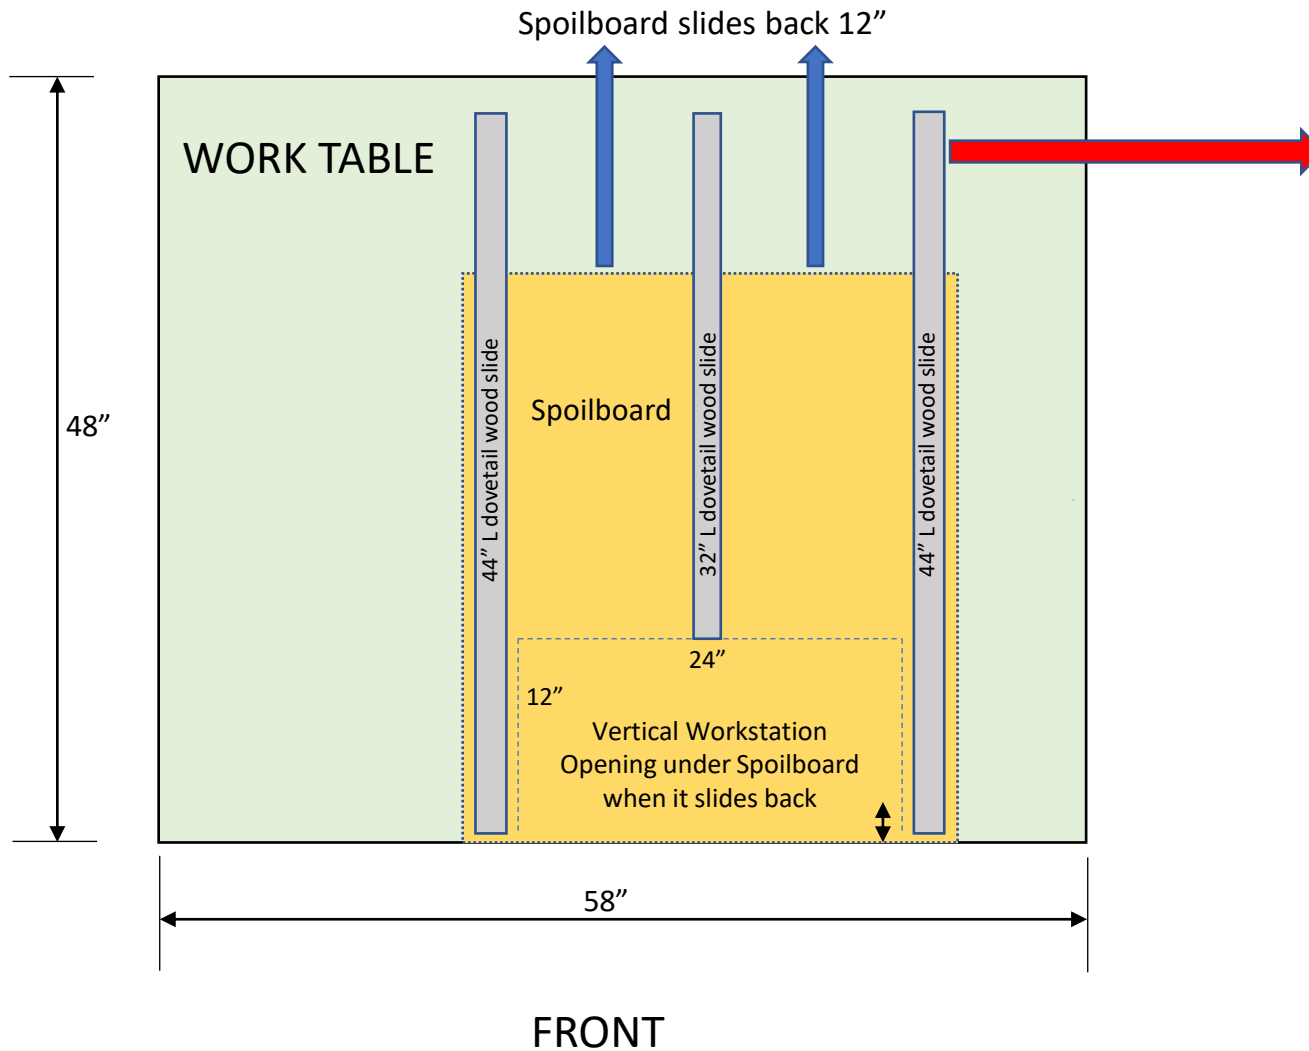 Spoilboard slides back 12”
WORK TABLE
48”
Spoilboard
44” L dovetail wood slide
32” L dovetail wood slide
44” L dovetail wood slide
24”
12”
Vertical Workstation
Opening under Spoilboard
when it slides back
58”
FRONT